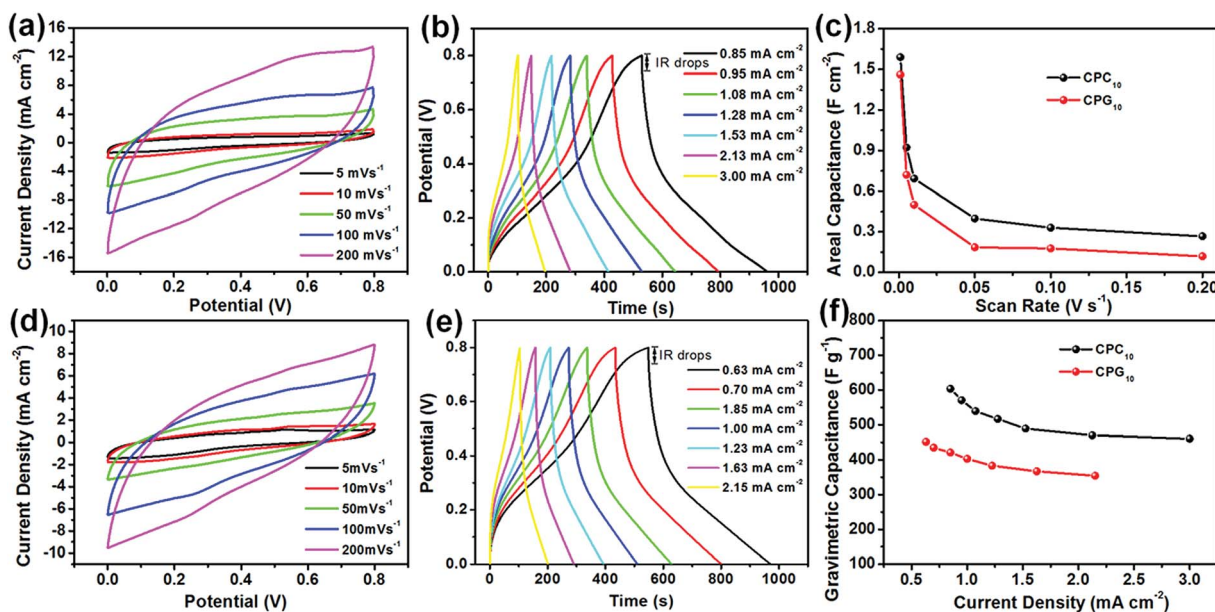 (a)
Current Density (mA cm⁻²)
16
12
8
4
0
-4
-8
-12
-16
5 mVs⁻¹
10 mVs⁻¹
50 mVs⁻¹
100 mVs⁻¹
200 mVs⁻¹
0.0 0.2 0.4 0.6 0.8
Potential (V)
(b)
Potential (V)
0.8
0.6
0.4
0.2
0.0
IR drops
0.85 mA cm⁻²
0.95 mA cm⁻²
1.08 mA cm⁻²
1.28 mA cm⁻²
1.53 mA cm⁻²
2.13 mA cm⁻²
3.00 mA cm⁻²
0 200 400 600 800 1000
Time (s)
(c)
Areal Capacitance (F cm⁻²)
1.8
1.5
1.2
0.9
0.6
0.3
0.0
CPC₁₀
CPG₁₀
0.00 0.05 0.10 0.15 0.20
Scan Rate (V s⁻¹)
(d)
Current Density (mA cm⁻²)
10
8
6
4
2
0
-2
-4
-6
-8
-10
5mVs⁻¹
10mVs⁻¹
50mVs⁻¹
100mVs⁻¹
200mVs⁻¹
0.0 0.2 0.4 0.6 0.8
Potential (V)
(e)
Potential (V)
0.8
0.6
0.4
0.2
0.0
IR drops
0.63 mA cm⁻²
0.70 mA cm⁻²
1.85 mA cm⁻²
1.00 mA cm⁻²
1.23 mA cm⁻²
1.63 mA cm⁻²
2.15 mA cm⁻²
0 200 400 600 800 1000
Time (s)
(f)
Gravimetric Capacitance (F g⁻¹)
800
700
600
500
400
300
200
100
CPC₁₀
CPG₁₀
0.5 1.0 1.5 2.0 2.5 3.0
Current Density (mA cm⁻²)